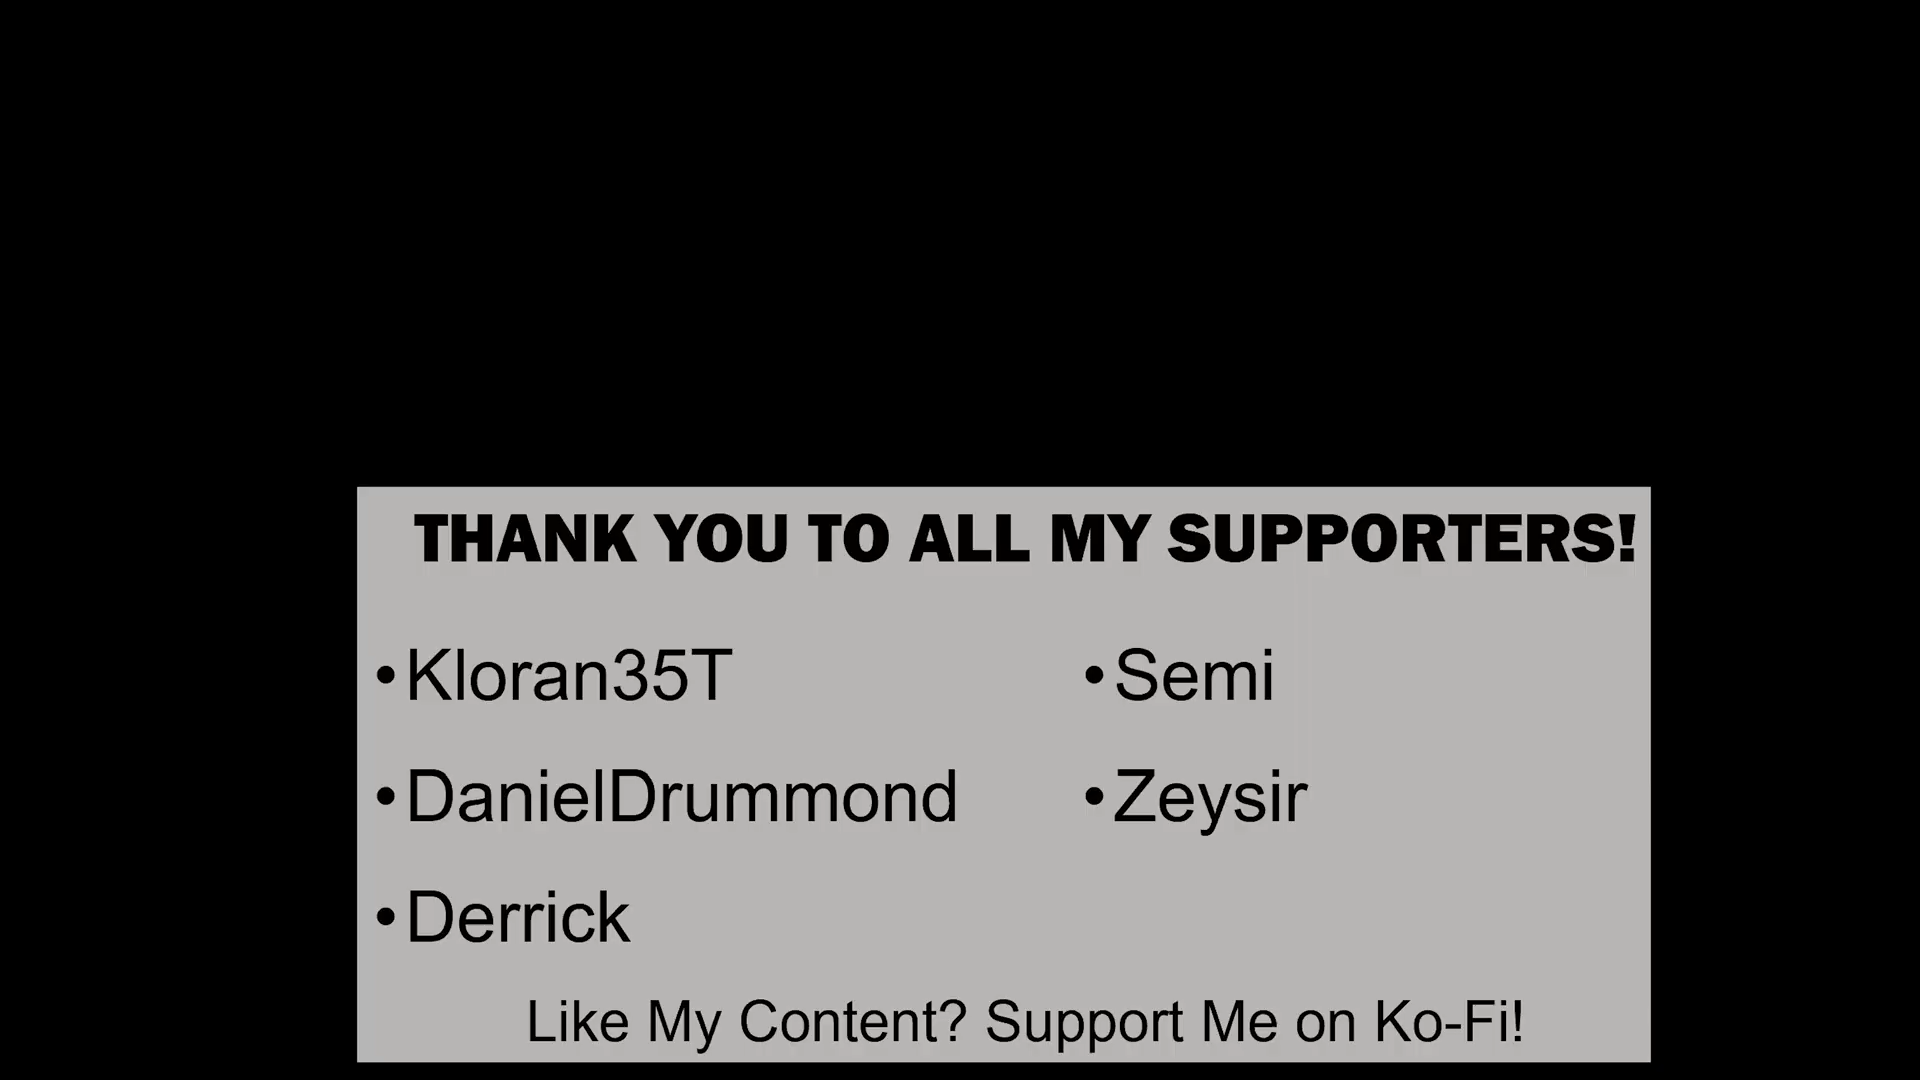 THANK YOU TO ALL MY SUPPORTERS!
•Kloran35T
•DanielDrummond
•Derrick
•Semi
•Zeysir
Like My Content? Support Me on Ko-Fi!